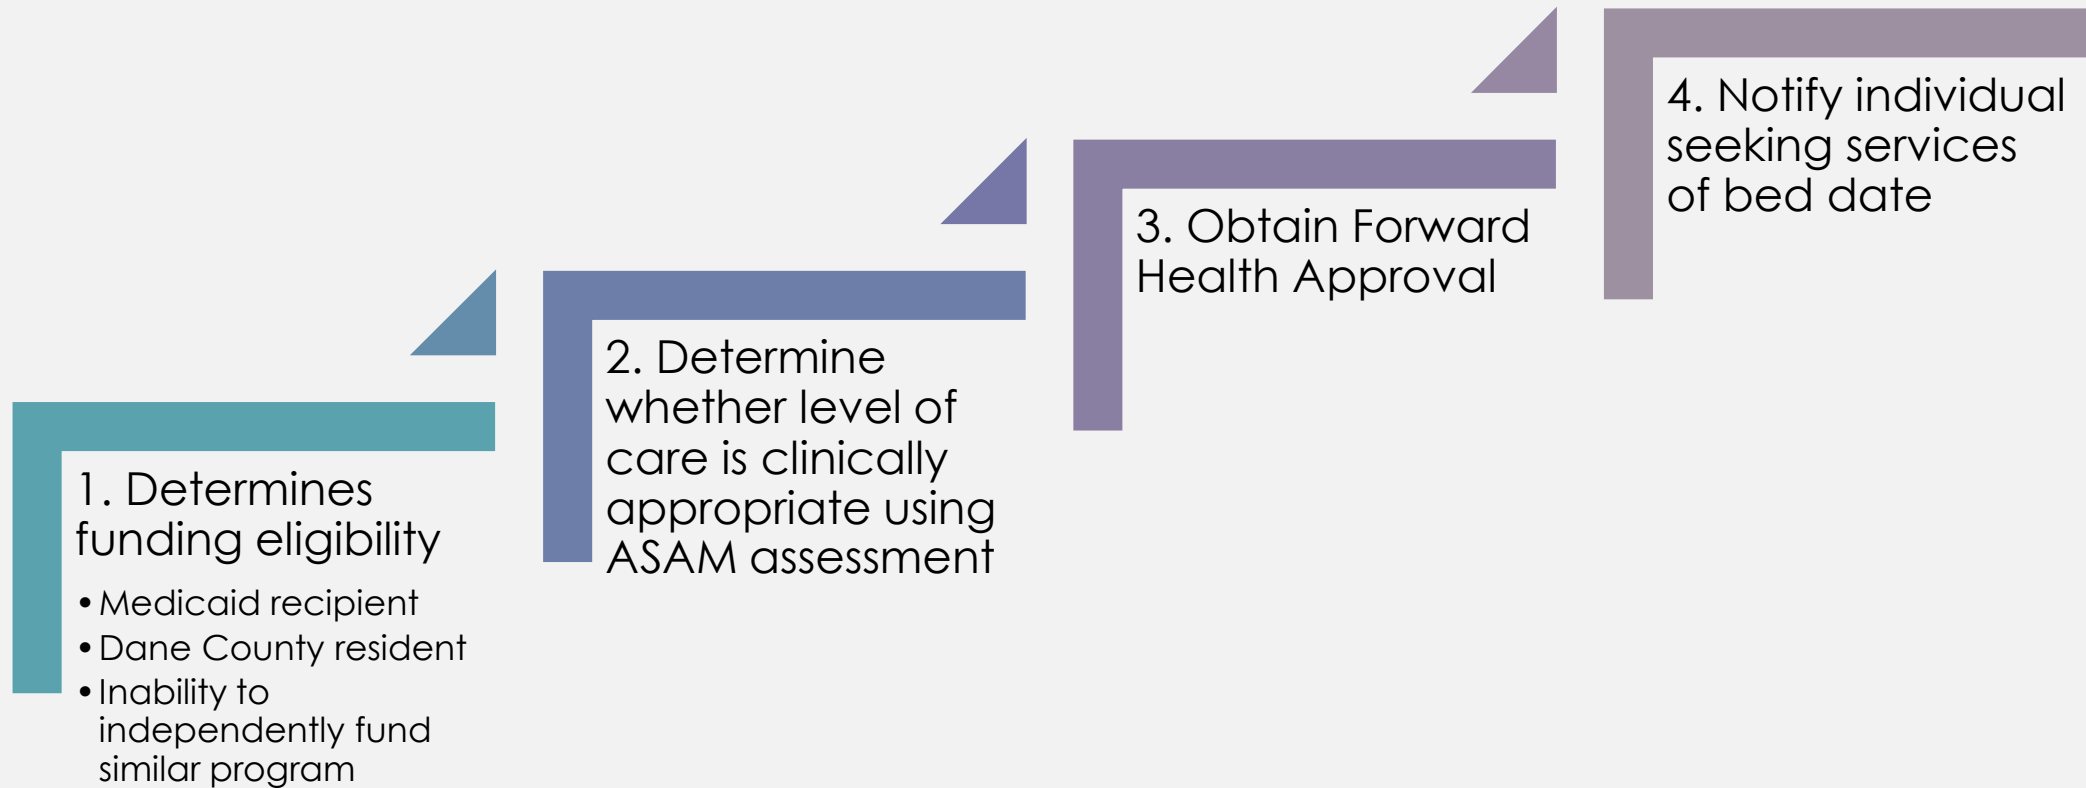 1. Determines
funding eligibility
•Medicaid recipient
•Dane County resident
•Inability to
independently fund
similar program
2. Determine
whether level of
care is clinically
appropriate using
ASAM assessment
3. Obtain Forward
Health Approval
4. Notify individual
seeking services
of bed date